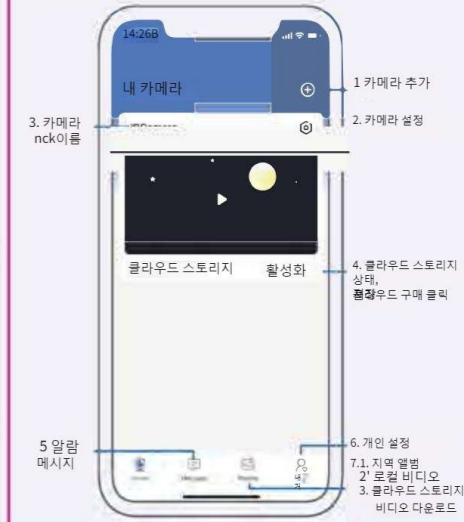 14:26B
내 카메라
1 카메라 추가
2. 카메라 설정
3. 카메라
nck이름
클라우드 스토리지
활성화
4. 클라우드 스토리지
상태,
우드 구매 클릭
5 알람
메시지
6. 개인 설정
7.1. 지역 앨범
2' 로컬 비디오
3. 클라우드 스토리지
비디오 다운로드